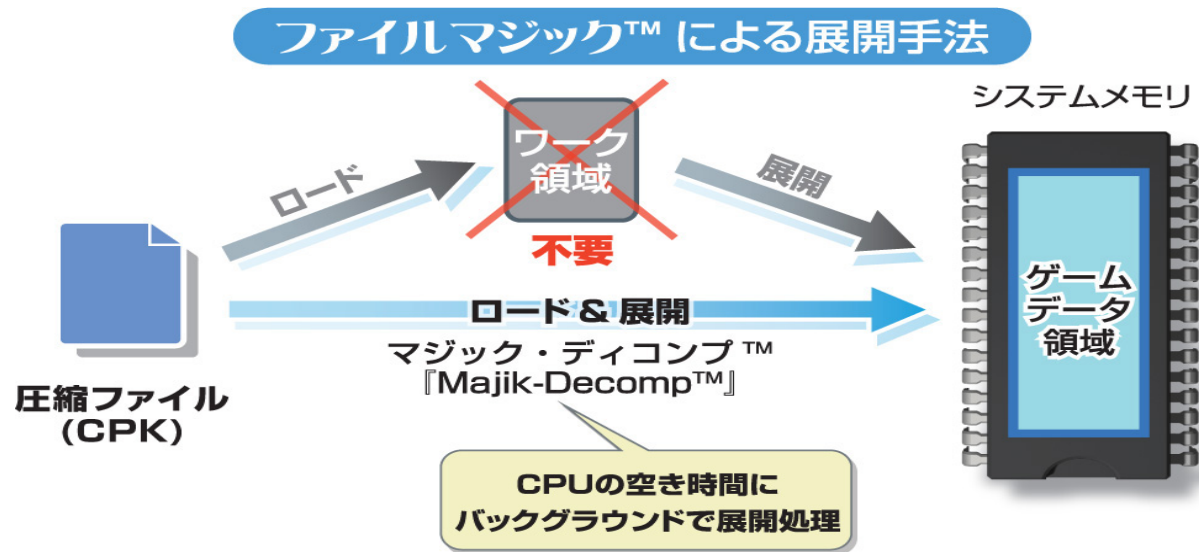 ファイルマジック™ による展開手法
システムメモリ
ワーク
領域
ロード
展開
不要
ロード & 展開
マジック・ディコンプ ™
『Majik-Decomp™』
圧縮ファイル
(CPK)
ゲーム
データ
領域
CPUの空き時間に
バックグラウンドで展開処理